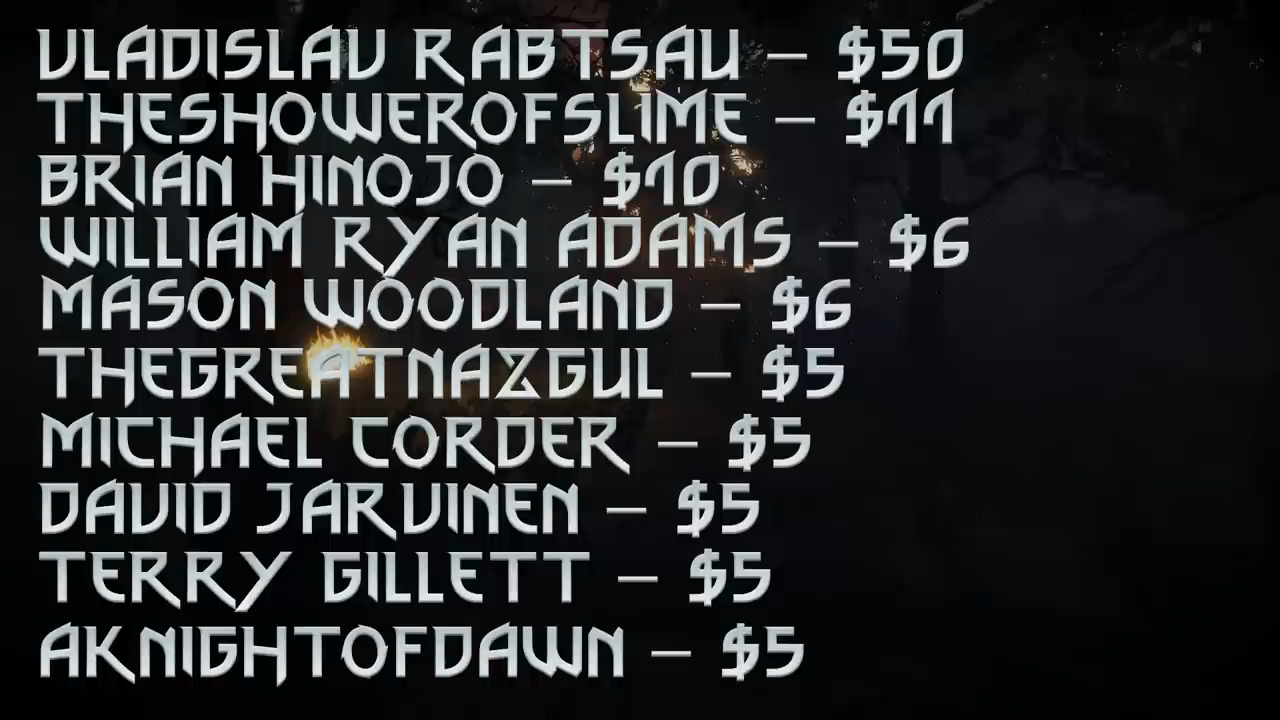 VLADISLAV RABTSAU – $50
THESHOWEROFSLIME – $11
BRIAN HINOJO – $10
WILLIAM RYAN ADAMS – $6
MASON WOODLAND – $6
THEGREATNAZGUL – $5
MICHAEL CORDER – $5
DAVID JARVINEN – $5
TERRY GILLETT – $5
AKNIGHTOFDAWN – $5